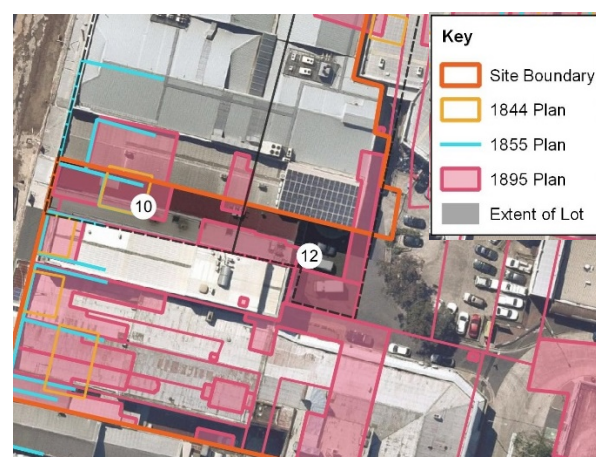 Key
Site Boundary
1844 Plan
1855 Plan
1895 Plan
Extent of Lot
10
12